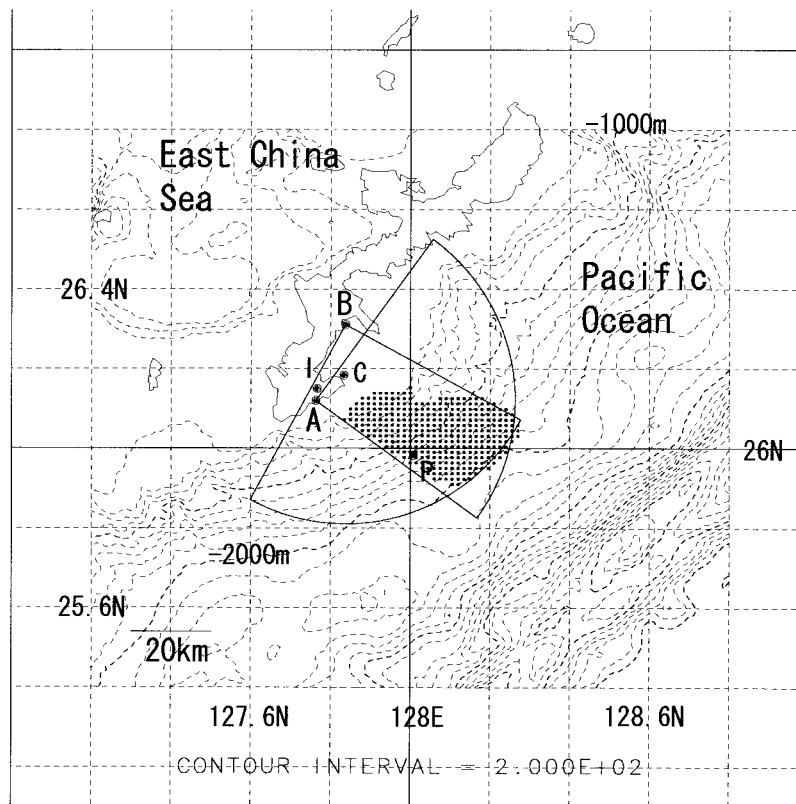 -1000m
East China
Sea
Pacific
Ocean
26.4N
B
I
C
A
26N
P
-2000m
25.6N
20km
127.6N
128E
128.6N
CONTOUR INTERVAL = 2.000E+02